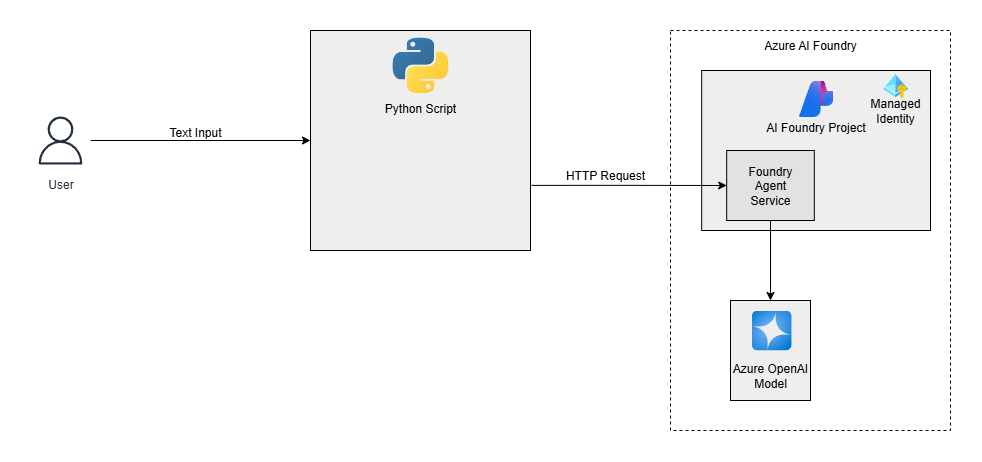 Azure AI Foundry
Python Script
Managed
Identity
AI Foundry Project
Text Input
User
HTTP Request
Foundry
Agent
Service
Azure OpenAI
Model